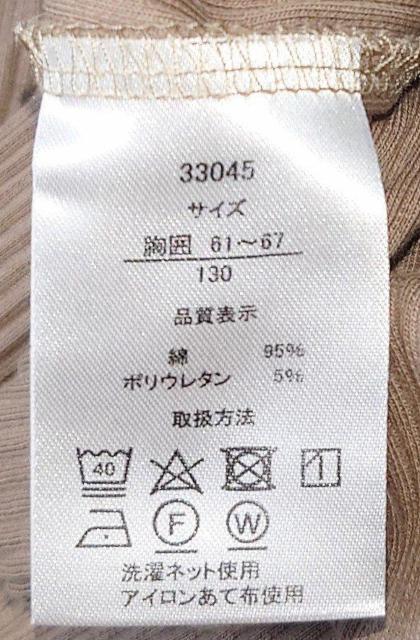 33045
サイズ
胸囲 61～67
130
品質表示
綿 95%
ポリウレタン 5%
取扱方法
40
F W
洗濯ネット使用
アイロンあて布使用